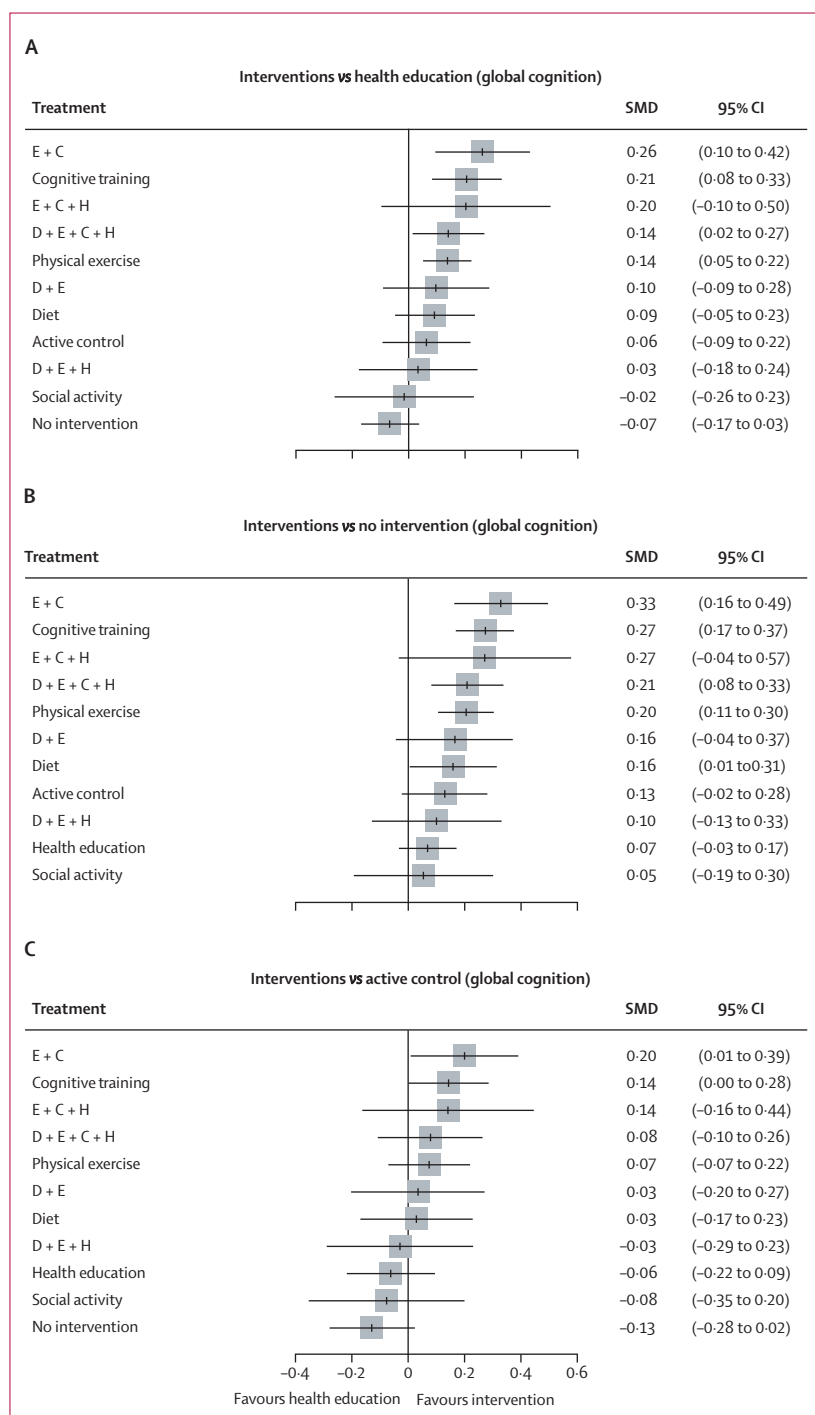 A
Interventions vs health education (global cognition)
Treatment SMD 95% CI
E + C 0·26 (0·10 to 0·42)
Cognitive training 0·21 (0·08 to 0·33)
E + C + H 0·20 (–0·10 to 0·50)
D + E + C + H 0·14 (0·02 to 0·27)
Physical exercise 0·14 (0·05 to 0·22)
D + E 0·10 (–0·09 to 0·28)
Diet 0·09 (–0·05 to 0·23)
Active control 0·06 (–0·09 to 0·22)
D + E + H 0·03 (–0·18 to 0·24)
Social activity –0·02 (–0·26 to 0·23)
No intervention –0·07 (–0·17 to 0·03)
B
Interventions vs no intervention (global cognition)
Treatment SMD 95% CI
E + C 0·33 (0·16 to 0·49)
Cognitive training 0·27 (0·17 to 0·37)
E + C + H 0·27 (–0·04 to 0·57)
D + E + C + H 0·21 (0·08 to 0·33)
Physical exercise 0·20 (0·11 to 0·30)
D + E 0·16 (–0·04 to 0·37)
Diet 0·16 (0·01 to0·31)
Active control 0·13 (–0·02 to 0·28)
D + E + H 0·10 (–0·13 to 0·33)
Health education 0·07 (–0·03 to 0·17)
Social activity 0·05 (–0·19 to 0·30)
C
Interventions vs active control (global cognition)
Treatment SMD 95% CI
E + C 0·20 (0·01 to 0·39)
Cognitive training 0·14 (0·00 to 0·28)
E + C + H 0·14 (–0·16 to 0·44)
D + E + C + H 0·08 (–0·10 to 0·26)
Physical exercise 0·07 (–0·07 to 0·22)
D + E 0·03 (–0·20 to 0·27)
Diet 0·03 (–0·17 to 0·23)
D + E + H –0·03 (–0·29 to 0·23)
Health education –0·06 (–0·22 to 0·09)
Social activity –0·08 (–0·35 to 0·20)
No intervention –0·13 (–0·28 to 0·02)
–0·4 –0·2 0 0·2 0·4 0·6
Favours health education Favours intervention